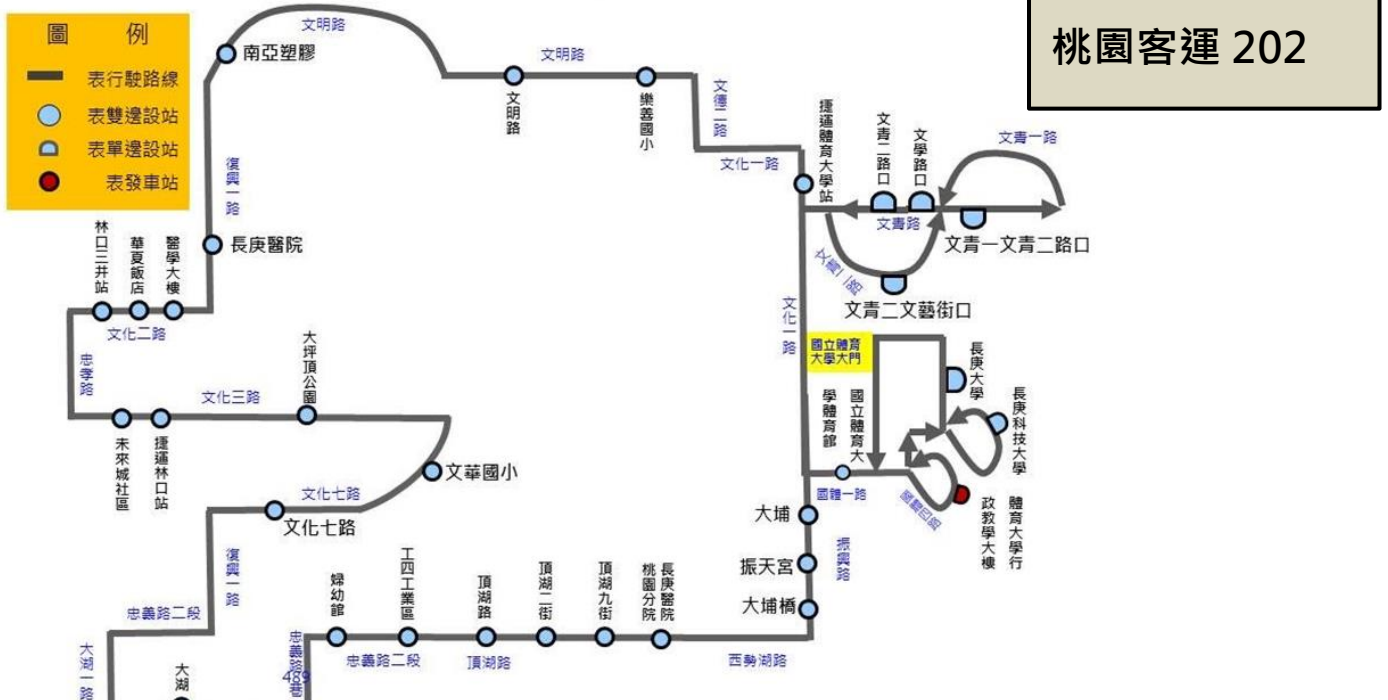 桃園客運 202
圖 例
表行駛路線
表雙邊設站
表單邊設站
表發車站
文明路
南亞塑膠
文明路
文明路
樂善國小
文德二路
文化一路
捷運體育大學站
文青二路口
文學路口
文青一路
文青路
文青一文青二路口
文青二路
文青二文藝街口
復興一路
長庚醫院
林口三井站
華夏飯店
醫學大樓
文化二路
忠孝路
文化三路
大坪頂公園
未來城社區
捷運林口站
文華國小
文化七路
文化七路
復興一路
忠義路二段
大湖一路
大湖
文化一路
國立體育
大學大門
長庚大學
長庚科技大學
國立體育大
學體育館
國體一路
體育大學行
政教學大樓
大埔
振天宮
大埔橋
振興路
婦幼館
工四工業區
頂湖路
頂湖二街
頂湖九街
長庚醫院
桃園分院
忠義路二段
頂湖路
西勢湖路
489